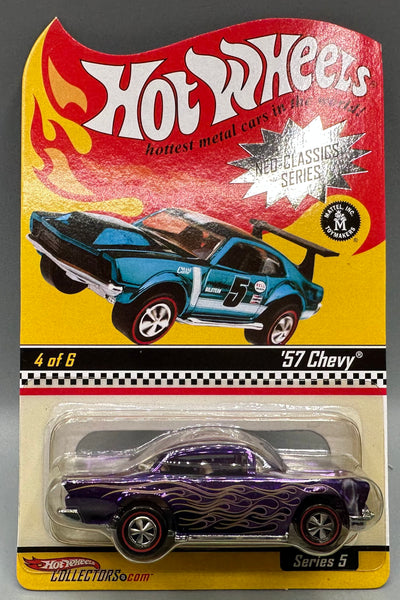 Hot Wheels
hottest metal cars in the world!
NEO-CLASSICS
SERIES
MATTEL, INC.
M
TOYMAKERS
5
4 of 6
'57 Chevy®
Hot Wheels
COLLECTORS.com™
Series 5